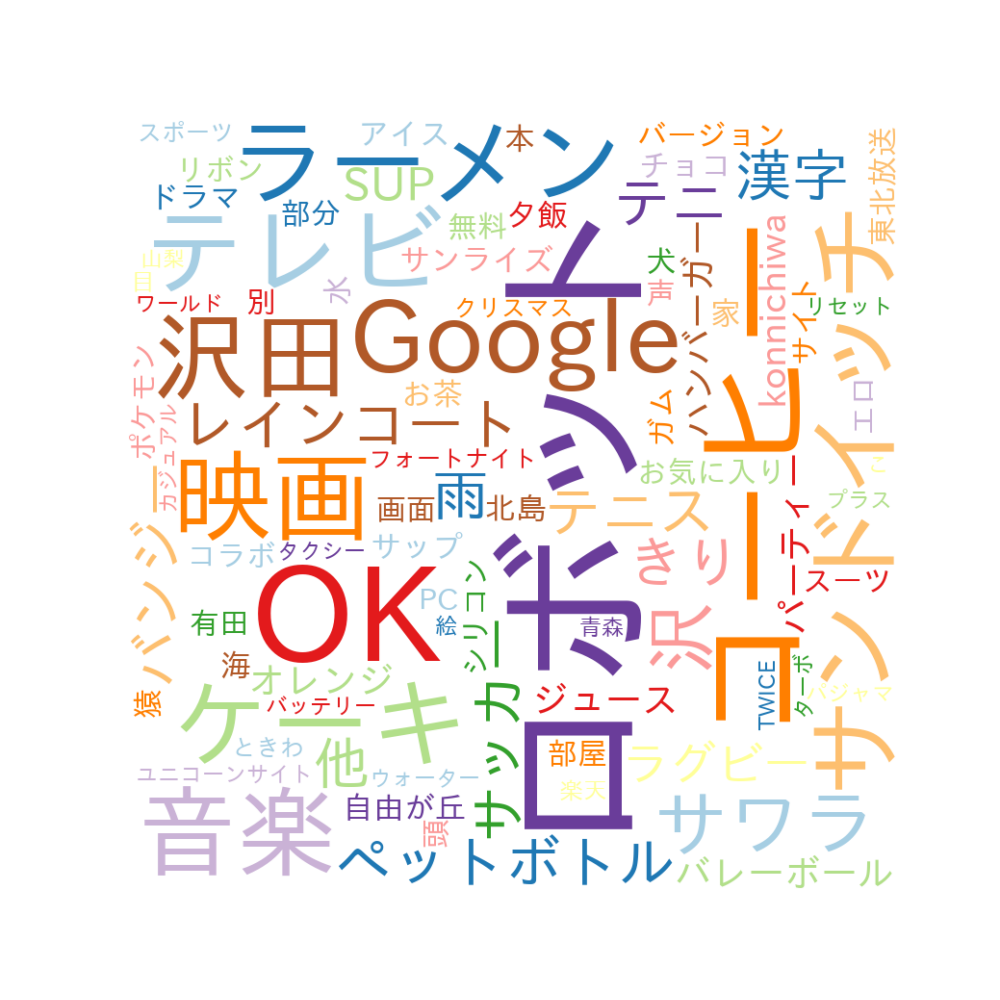 スポーツ
ラーメン
アイス
本
バージョン
東北放送
リボン
SUP
チョコ
漢字
ドラマ
部分
無料
夕飯
テニ
テレビ
サンライズ
犬
ハンバーガー
konnichiwa
山梨
目
水
声
家
サイト
ワールド
別
クリスマス
リセット
沢田
Google
ロボット
コーヒー
サンドイッチ
ポケモン
カジュアル
お茶
ガム
エロ
レインコート
フォートナイト
お気に入り
ご
映画
画面
雨
北島
テニス
プラス
バンジー
コラボ
タクシー
サップ
きり
パーティー
スーツ
OK
PC
シリコン
有田
絵
青森
沢
海
オレンジ
TWICE
ターボ
猿
バッテリー
ジュース
パジャマ
ケーキ
サッカー
ときわ
他
部屋
ラグビー
ユニコーンサイト
ウォーター
楽天
音楽
自由が丘
頭
サワラ
ペットボトル
バレーボール